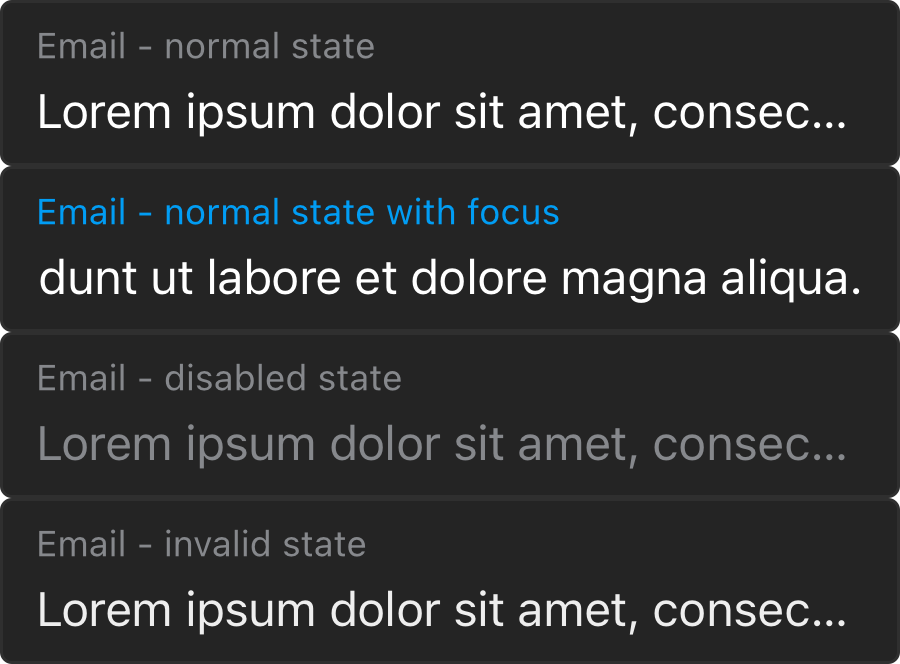 Email - normal state
Lorem ipsum dolor sit amet, consec...
Email - normal state with focus
dunt ut labore et dolore magna aliqua.
Email - disabled state
Lorem ipsum dolor sit amet, consec...
Email - invalid state
Lorem ipsum dolor sit amet, consec...